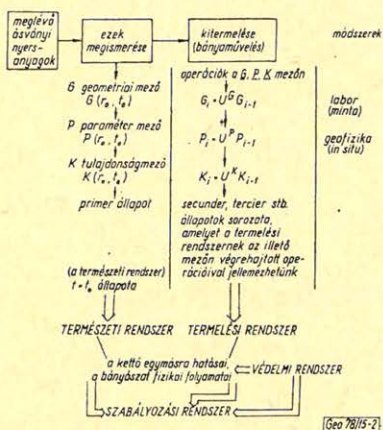 meglévő
ásványi
nyers-
anyagok
ezek
megismerése
kitermelése
(bányaművelés)
módszerek
G geometriai mező
G (r₀, t₀)
P paraméter mező
P (r₀, t₀)
K tulajdonságmező
K (r₀, t₀)
primer állapot
(a természeti rendszer)
t = t₀ állapota
operációk a G, P, K mezőn
Gᵢ = Uᴳ Gᵢ₋₁
Pᵢ = Uᴾ Pᵢ₋₁
Kᵢ = Uᴷ Kᵢ₋₁
secunder, tercier stb.
állapotok sorozata,
amelyet a termelési
rendszernek az illető
mezőn végrehajtott ope-
rációival jellemezhetünk
labor
(minta)
geofizika
(in situ)
TERMÉSZETI RENDSZER
TERMELÉSI RENDSZER
a kettő egymásra hatásai,
a bányászat fizikai folyamatai
VÉDELMI RENDSZER
SZABÁLYOZÁSI RENDSZER
Geo 78/15-2